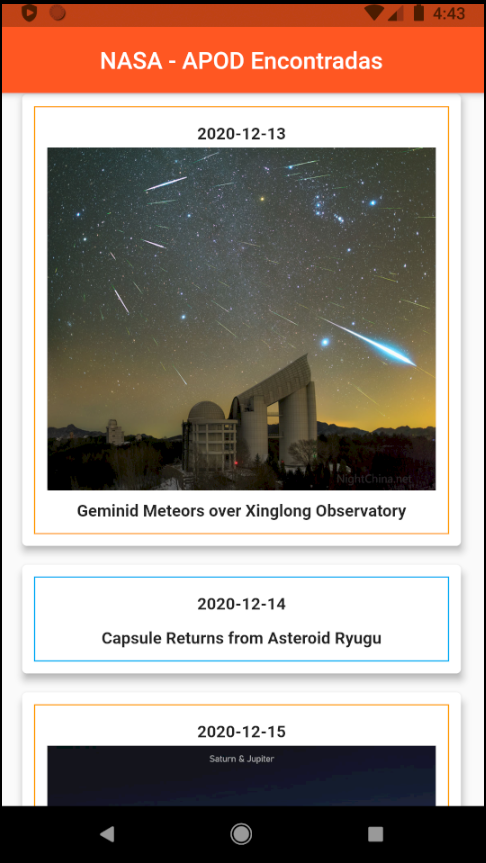 4:43
NASA - APOD Encontradas
2020-12-13
NightChina.net
Geminid Meteors over Xinglong Observatory
2020-12-14
Capsule Returns from Asteroid Ryugu
2020-12-15
Saturn & Jupiter